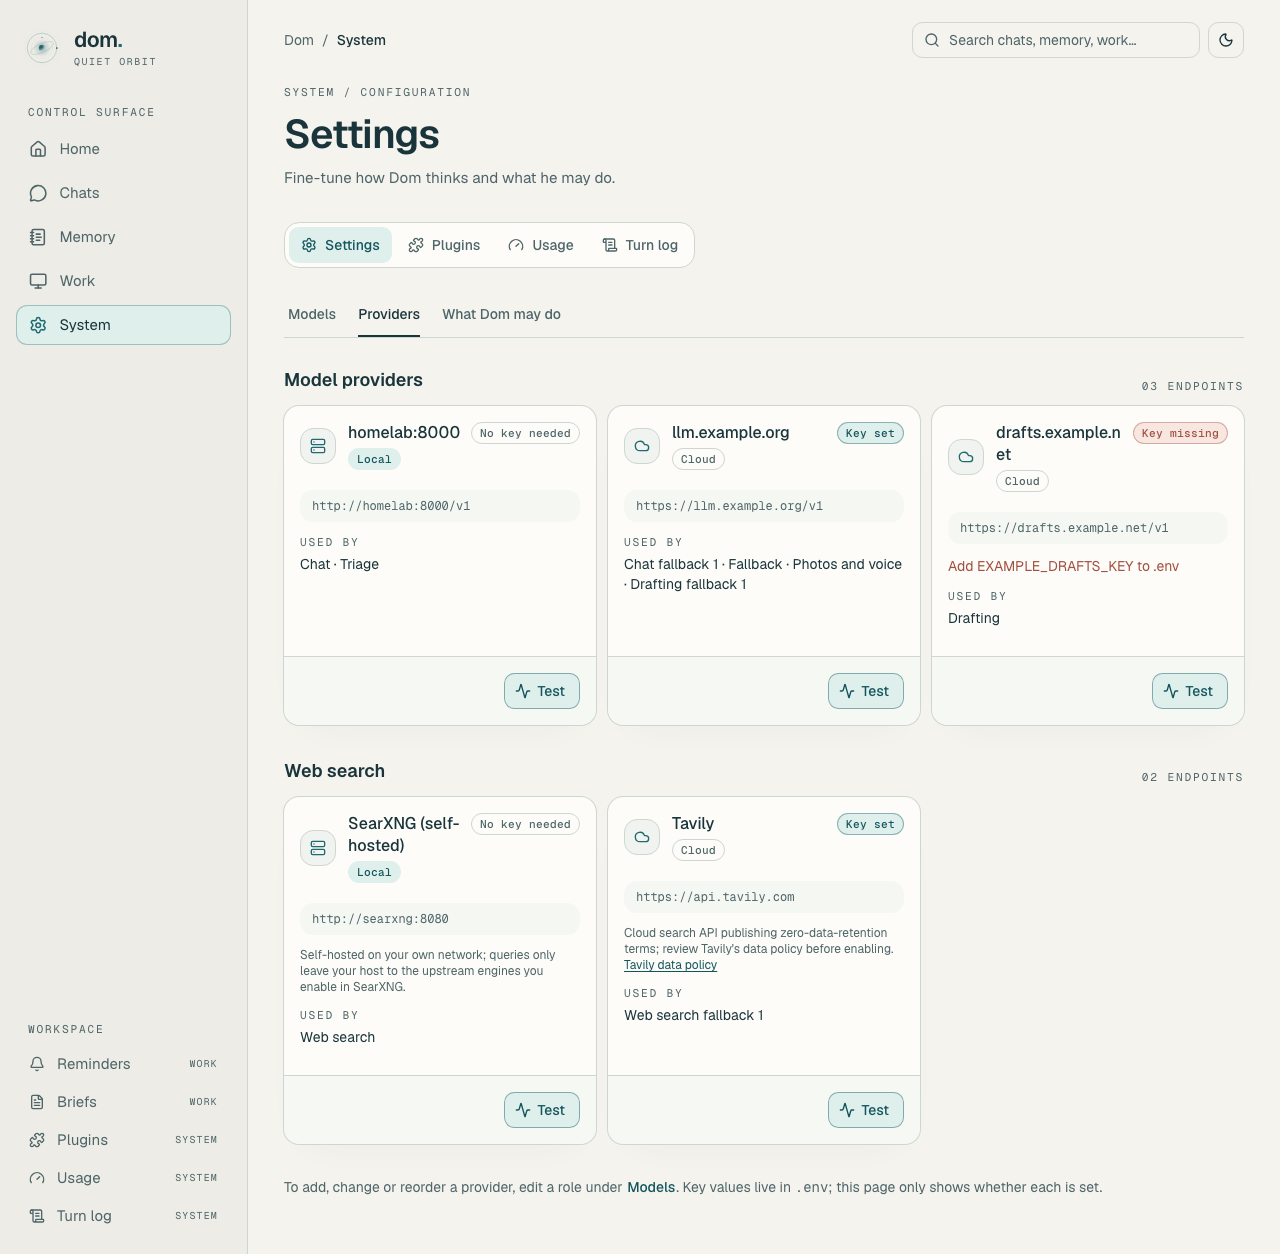 dom.
QUIET ORBIT
CONTROL SURFACE
Home
Chats
Memory
Work
System
WORKSPACE
Reminders WORK
Briefs WORK
Plugins SYSTEM
Usage SYSTEM
Turn log SYSTEM
Dom / System
Search chats, memory, work…
SYSTEM / CONFIGURATION
Settings
Fine-tune how Dom thinks and what he may do.
Settings Plugins Usage Turn log
Models Providers What Dom may do
Model providers
03 ENDPOINTS
homelab:8000 No key needed
Local
http://homelab:8000/v1
USED BY
Chat · Triage
Test
llm.example.org Key set
Cloud
https://llm.example.org/v1
USED BY
Chat fallback 1 · Fallback · Photos and voice
· Drafting fallback 1
Test
drafts.example.n Key missing
et
Cloud
https://drafts.example.net/v1
Add EXAMPLE_DRAFTS_KEY to .env
USED BY
Drafting
Test
Web search
02 ENDPOINTS
SearXNG (self- No key needed
hosted)
Local
http://searxng:8080
Self-hosted on your own network; queries only
leave your host to the upstream engines you
enable in SearXNG.
USED BY
Web search
Test
Tavily Key set
Cloud
https://api.tavily.com
Cloud search API publishing zero-data-retention
terms; review Tavily's data policy before enabling.
Tavily data policy
USED BY
Web search fallback 1
Test
To add, change or reorder a provider, edit a role under Models. Key values live in .env; this page only shows whether each is set.